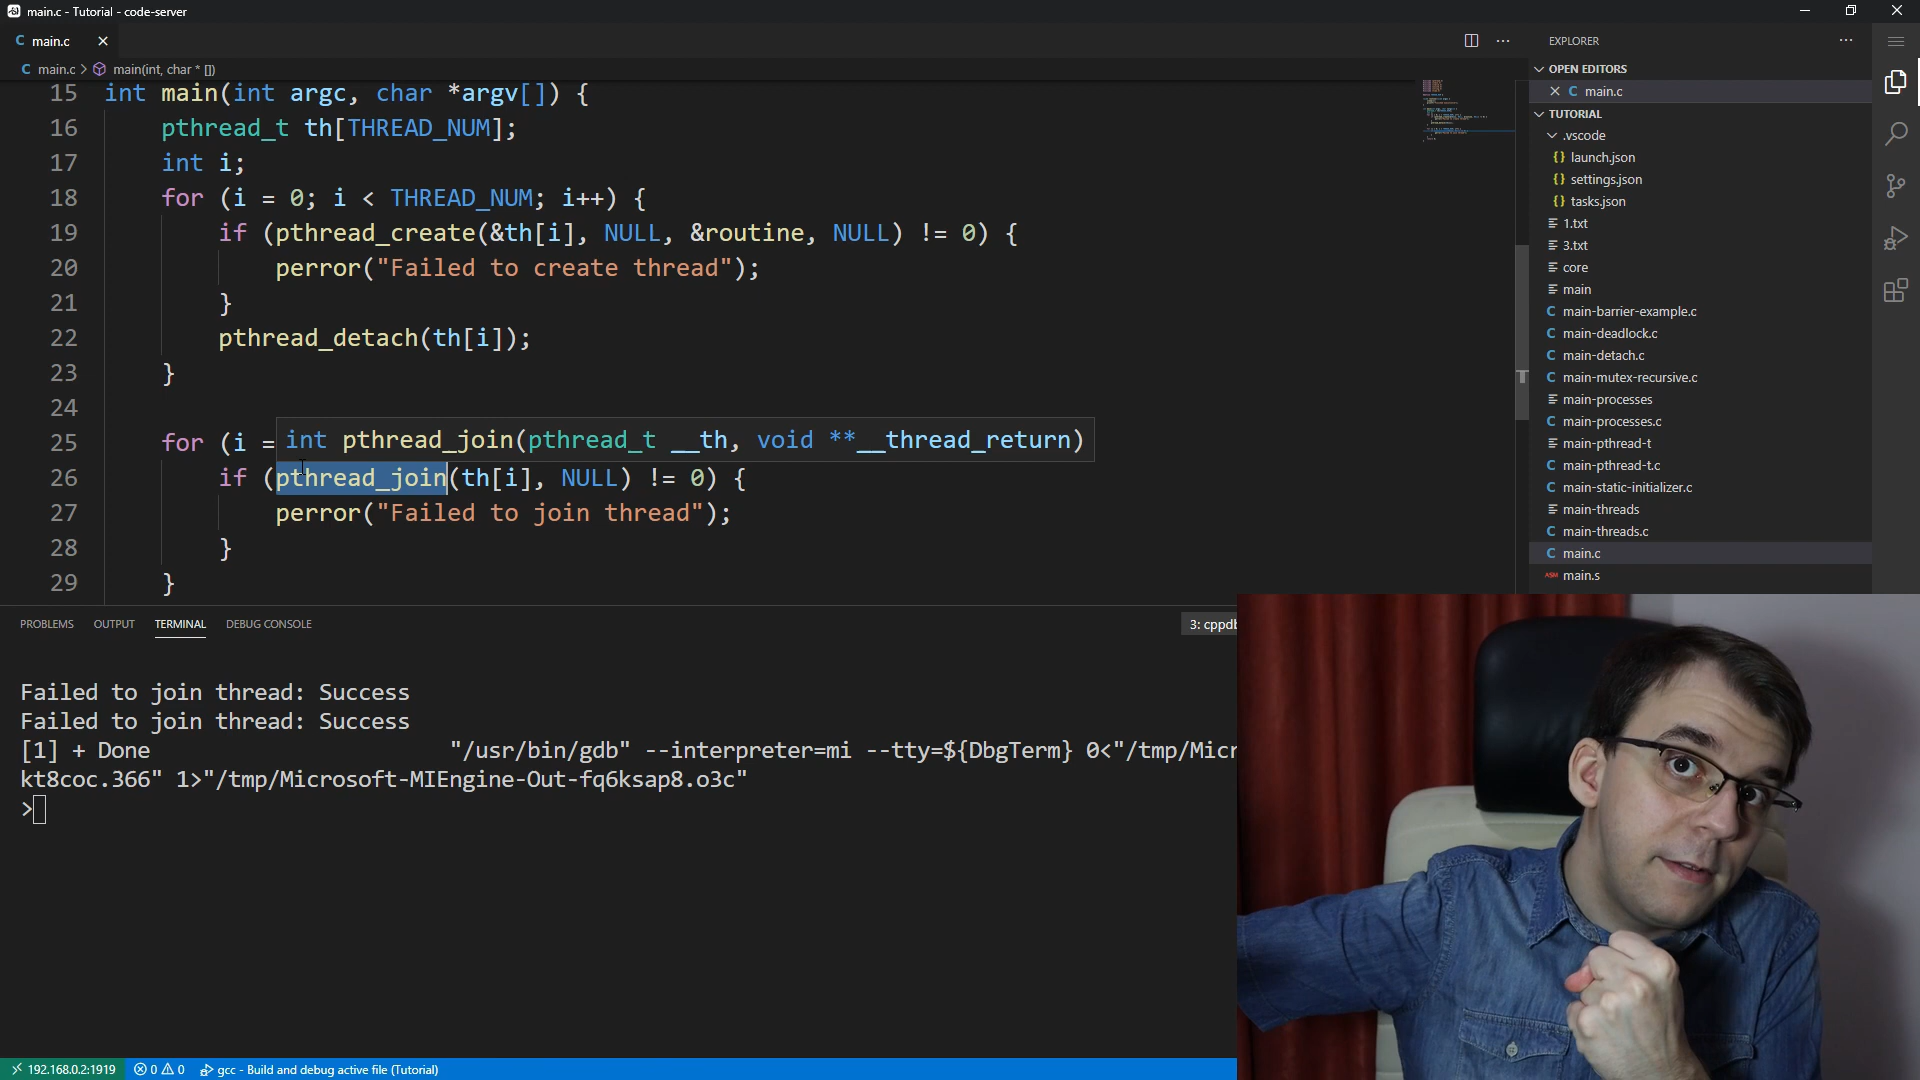 main.c - Tutorial - code-server
main.c
main.c > main(int, char * [])
15 int main(int argc, char *argv[]) {
16 pthread_t th[THREAD_NUM];
17 int i;
18 for (i = 0; i < THREAD_NUM; i++) {
19 if (pthread_create(&th[i], NULL, &routine, NULL) != 0) {
20 perror("Failed to create thread");
21 }
22 pthread_detach(th[i]);
23 }
24
25 for (i =
int pthread_join(pthread_t __th, void **__thread_return)
26 if (pthread_join(th[i], NULL) != 0) {
27 perror("Failed to join thread");
28 }
29 }
EXPLORER
OPEN EDITORS
main.c
TUTORIAL
.vscode
launch.json
settings.json
tasks.json
1.txt
3.txt
core
main
main-barrier-example.c
main-deadlock.c
main-detach.c
main-mutex-recursive.c
main-processes
main-processes.c
main-pthread-t
main-pthread-t.c
main-static-initializer.c
main-threads
main-threads.c
main.c
main.s
PROBLEMS OUTPUT TERMINAL DEBUG CONSOLE 3: cppdb
Failed to join thread: Success
Failed to join thread: Success
[1] + Done "/usr/bin/gdb" --interpreter=mi --tty=${DbgTerm} 0<"/tmp/Micr
kt8coc.366" 1>"/tmp/Microsoft-MIEngine-Out-fq6ksap8.o3c"
>
192.168.0.2:1919 0 0 gcc - Build and debug active file (Tutorial)